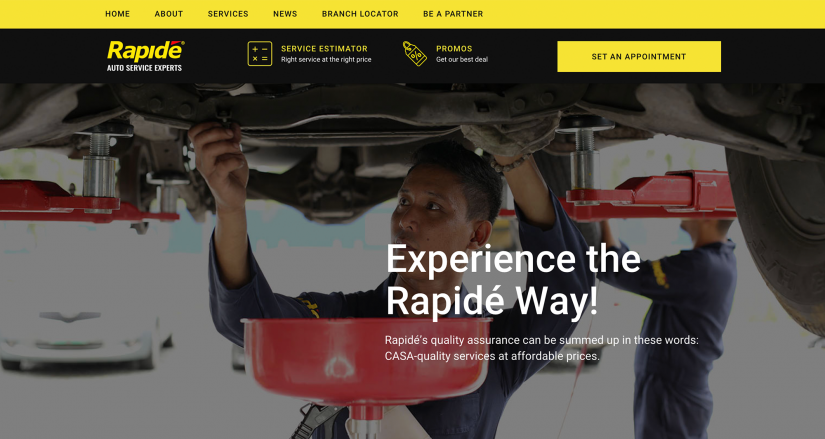 HOME ABOUT SERVICES NEWS BRANCH LOCATOR BE A PARTNER
Rapidé®
AUTO SERVICE EXPERTS
+ −
× =
SERVICE ESTIMATOR
Right service at the right price
%
PROMOS
Get our best deal
SET AN APPOINTMENT
Experience the
Rapidé Way!
Rapidé's quality assurance can be summed up in these words:
CASA-quality services at affordable prices.